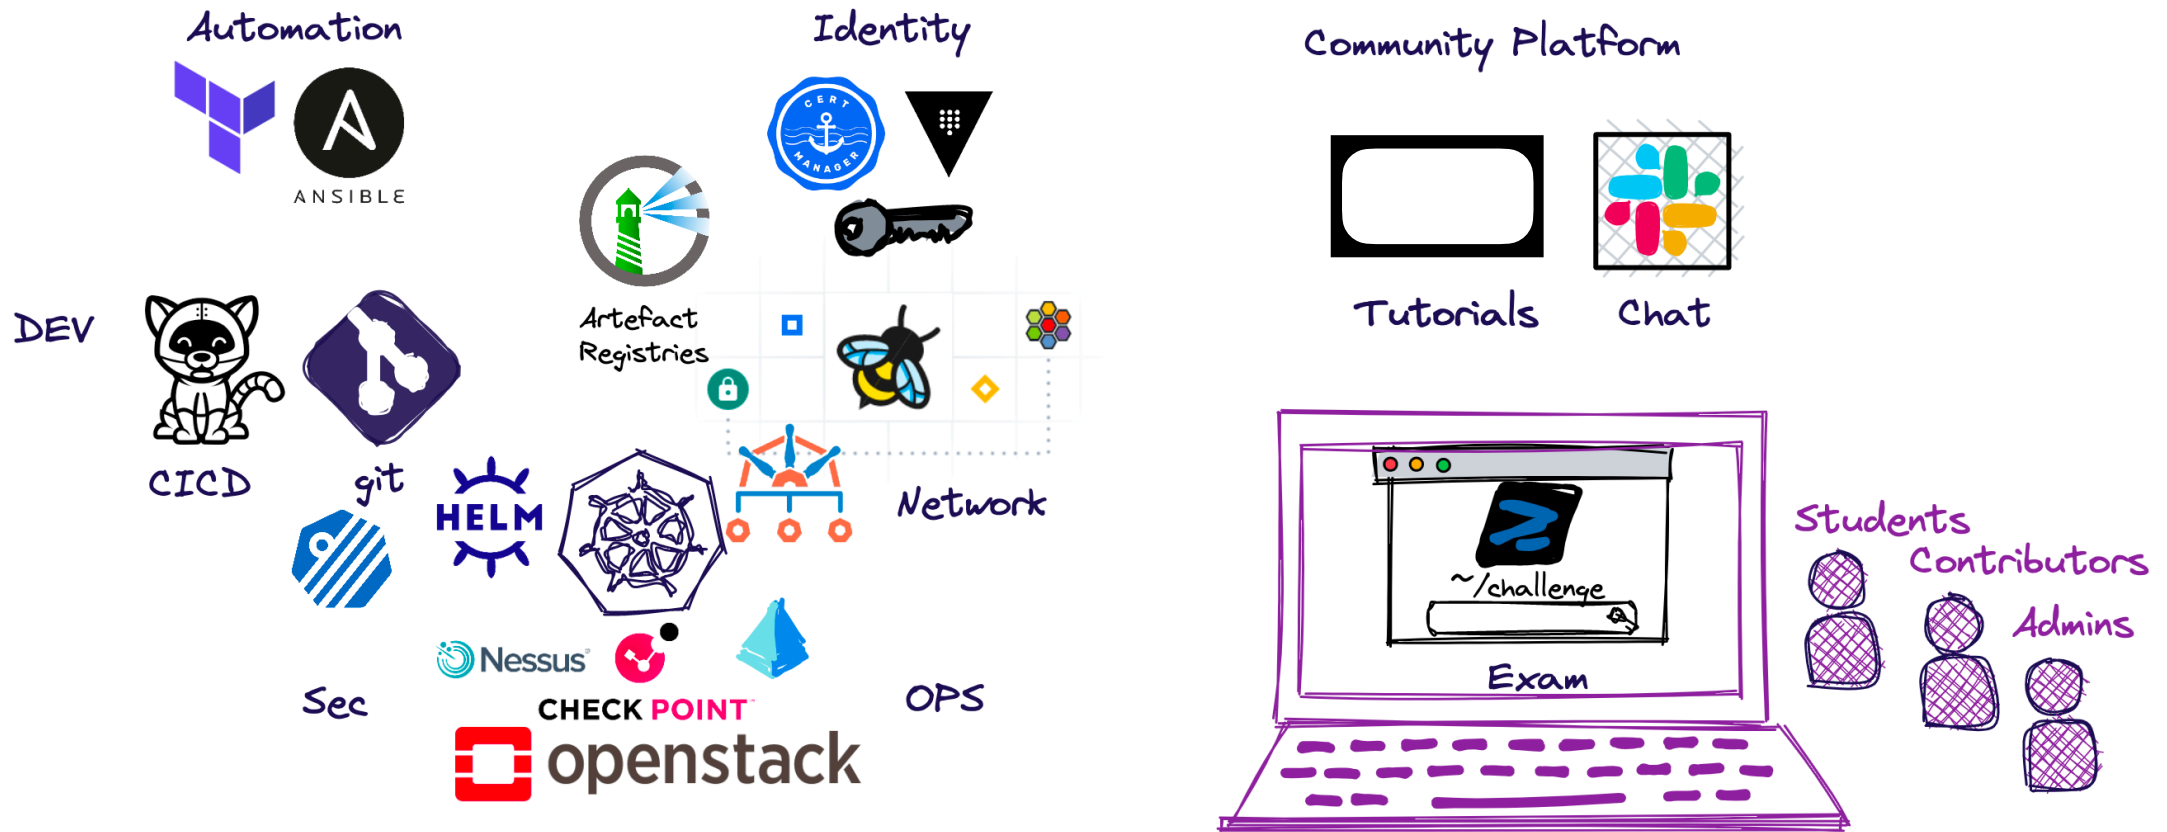 Automation
Identity
Community Platform
CERT
MANAGER
ANSIBLE
DEV
Artefact
Registries
Tutorials
Chat
CICD
git
HELM
Network
~/challenge
Students
Contributors
Admins
Nessus
Exam
Sec
CHECK POINT
OPS
openstack